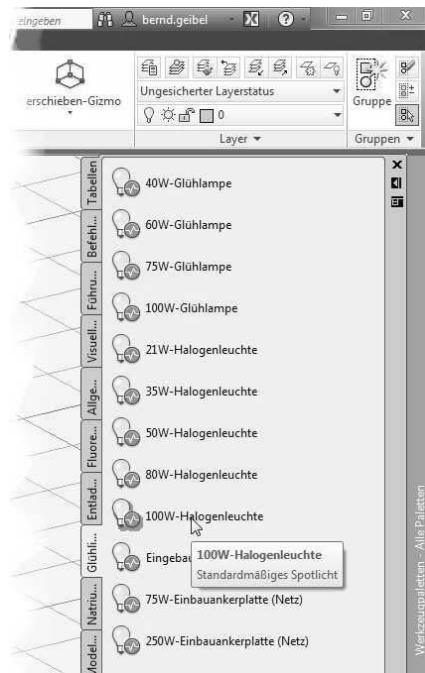 eingeben
bernd.geibel
?
erschieben-Gizmo
Ungesicherter Layerstatus
0
Gruppe
Layer
Gruppen
Tabellen
Befehl...
Führu...
Visuell...
Allge...
Fluore...
Entlad...
Glühli...
Natriu...
Model...
40W-Glühlampe
60W-Glühlampe
75W-Glühlampe
100W-Glühlampe
21W-Halogenleuchte
35W-Halogenleuchte
50W-Halogenleuchte
80W-Halogenleuchte
100W-Halogenleuchte
Eingebau
100W-Halogenleuchte
Standardmäßiges Spotlicht
75W-Einbauankerplatte (Netz)
250W-Einbauankerplatte (Netz)
Werkzeugpaletten - Alle Paletten